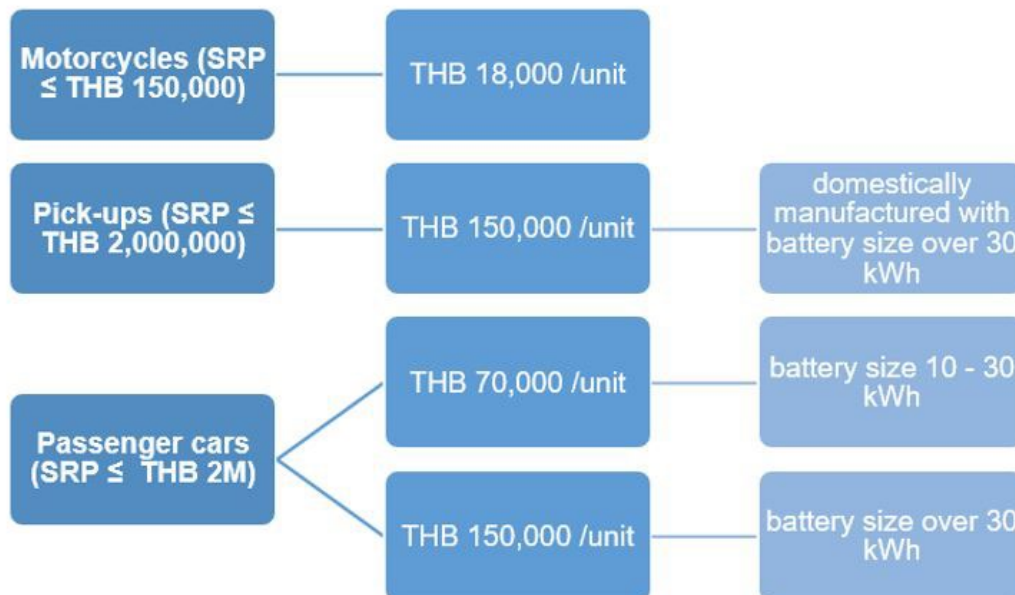 Motorcycles (SRP
≤ THB 150,000)
THB 18,000 /unit
Pick-ups (SRP ≤
THB 2,000,000)
THB 150,000 /unit
domestically
manufactured with
battery size over 30
kWh
Passenger cars
(SRP ≤ THB 2M)
THB 70,000 /unit
battery size 10 - 30
kWh
THB 150,000 /unit
battery size over 30
kWh